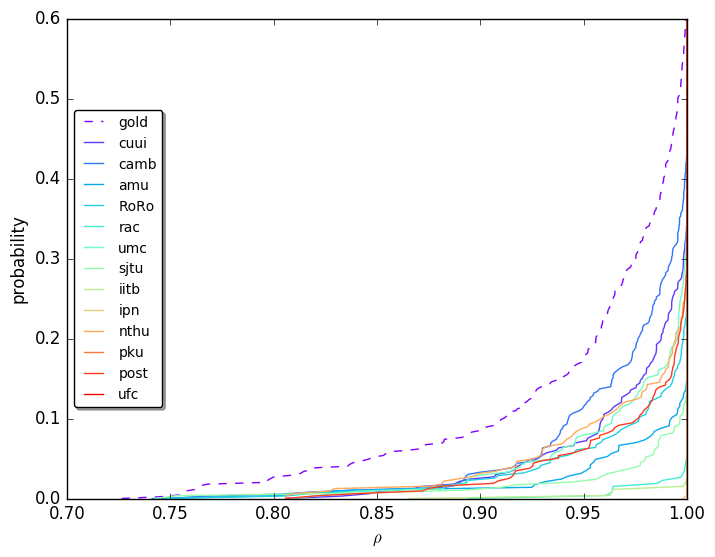 0.6
0.5
0.4
0.3
0.2
0.1
0.0
probability
gold
cuui
camb
amu
RoRo
rac
umc
sjtu
iitb
ipn
nthu
pku
post
ufc
0.70 0.75 0.80 0.85 0.90 0.95 1.00
ρ